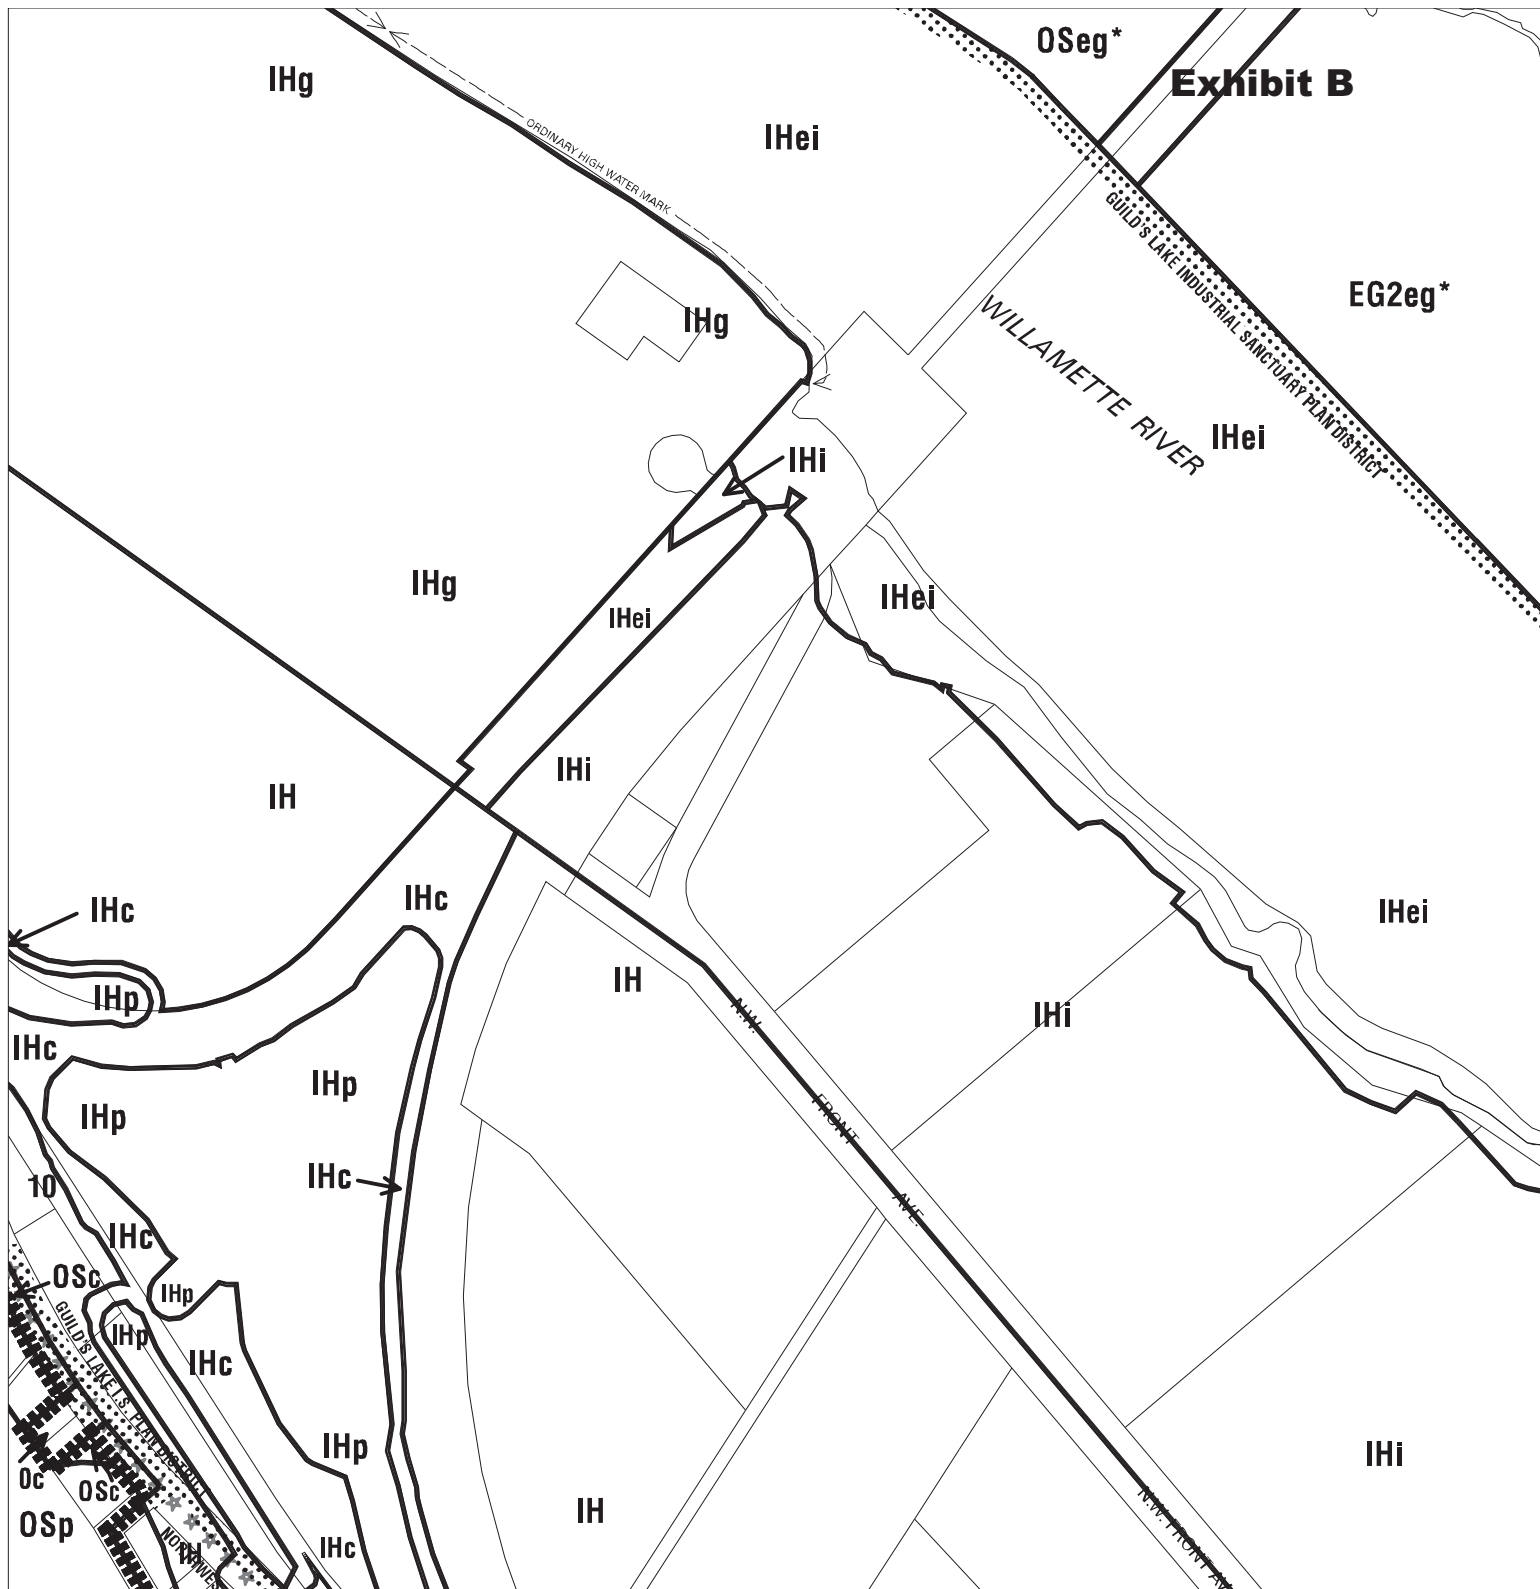 OSeg*
Exhibit B
IHg
IHei
ORDINARY HIGH WATER MARK
GUILD'S LAKE INDUSTRIAL SANCTUARY PLAN DISTRICT
EG2eg*
IHg
WILLAMETTE RIVER
IHei
IHi
IHg
IHei
IHei
IHi
IH
IHc
IHc
IHei
IHp
IH
N.W. FRONT AVE.
IHi
IHc
IHp
IHp
IHc
10
IHc
OSc
IHp
GUILD'S LAKE I.S. PLAN DISTRICT
IHp
IHc
IHp
IHi
Oc
OSc
IH
N.W. FRONT AV
OSp
IHc
IH
NORTHWES